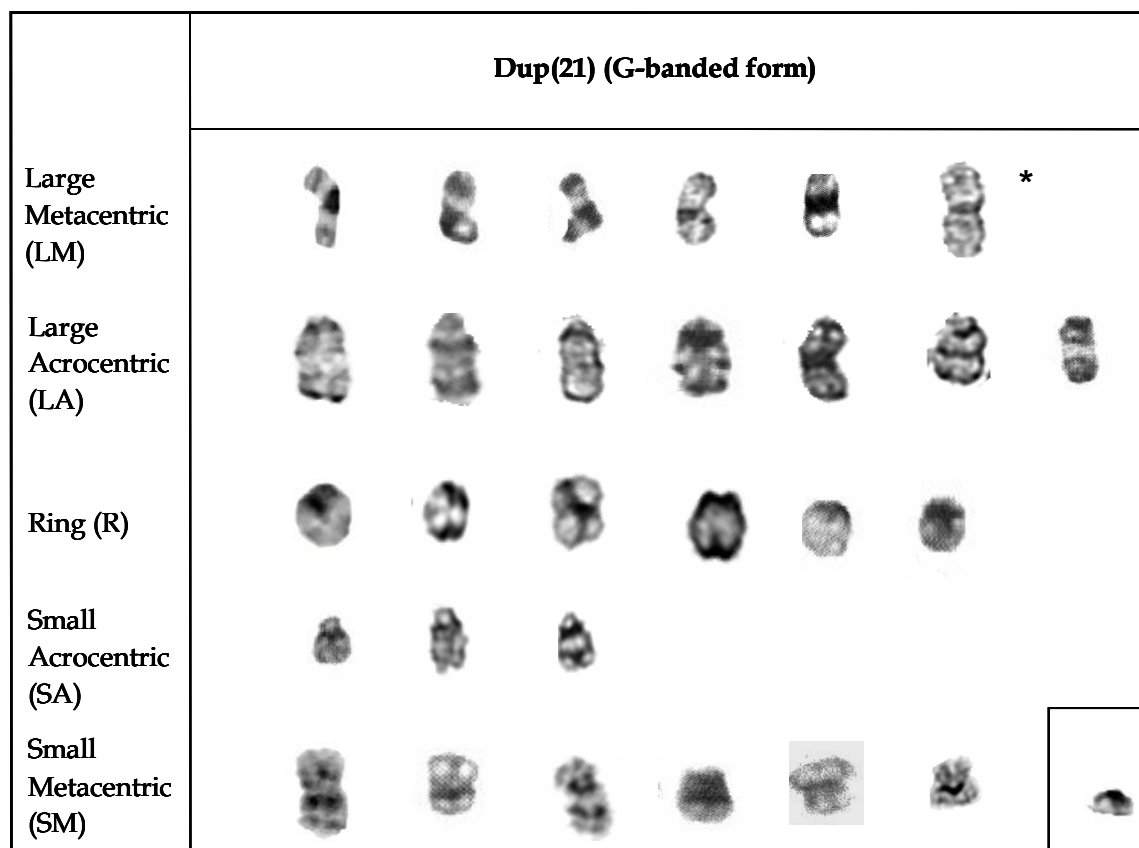 Dup(21) (G-banded form)
Large
Metacentric
(LM)
*
Large
Acrocentric
(LA)
Ring (R)
Small
Acrocentric
(SA)
Small
Metacentric
(SM)